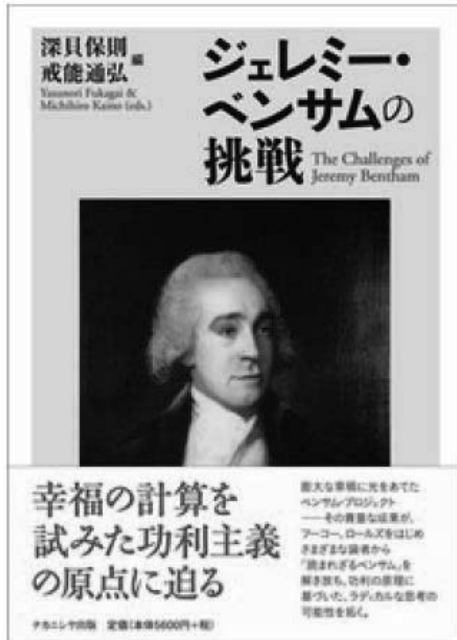 深貝保則
戒能通弘
編
Yasunori Fukagai &
Michihiro Kaino (eds.)
ジェレミー・
ベンサムの
挑戦
The Challenges of
Jeremy Bentham
幸福の計算を
試みた功利主義
の原点に迫る
膨大な草稿に光をあてた
ベンサム・プロジェクト
——その貴重な成果が、
フーコー、ロールズをはじめ
さまざまな論者から
「読まれざるベンサム」を
解き放ち、功利の原理に
基づいた、ラディカルな思考の
可能性を拓く。
ナカニシヤ出版 定価（本体5600円+税）